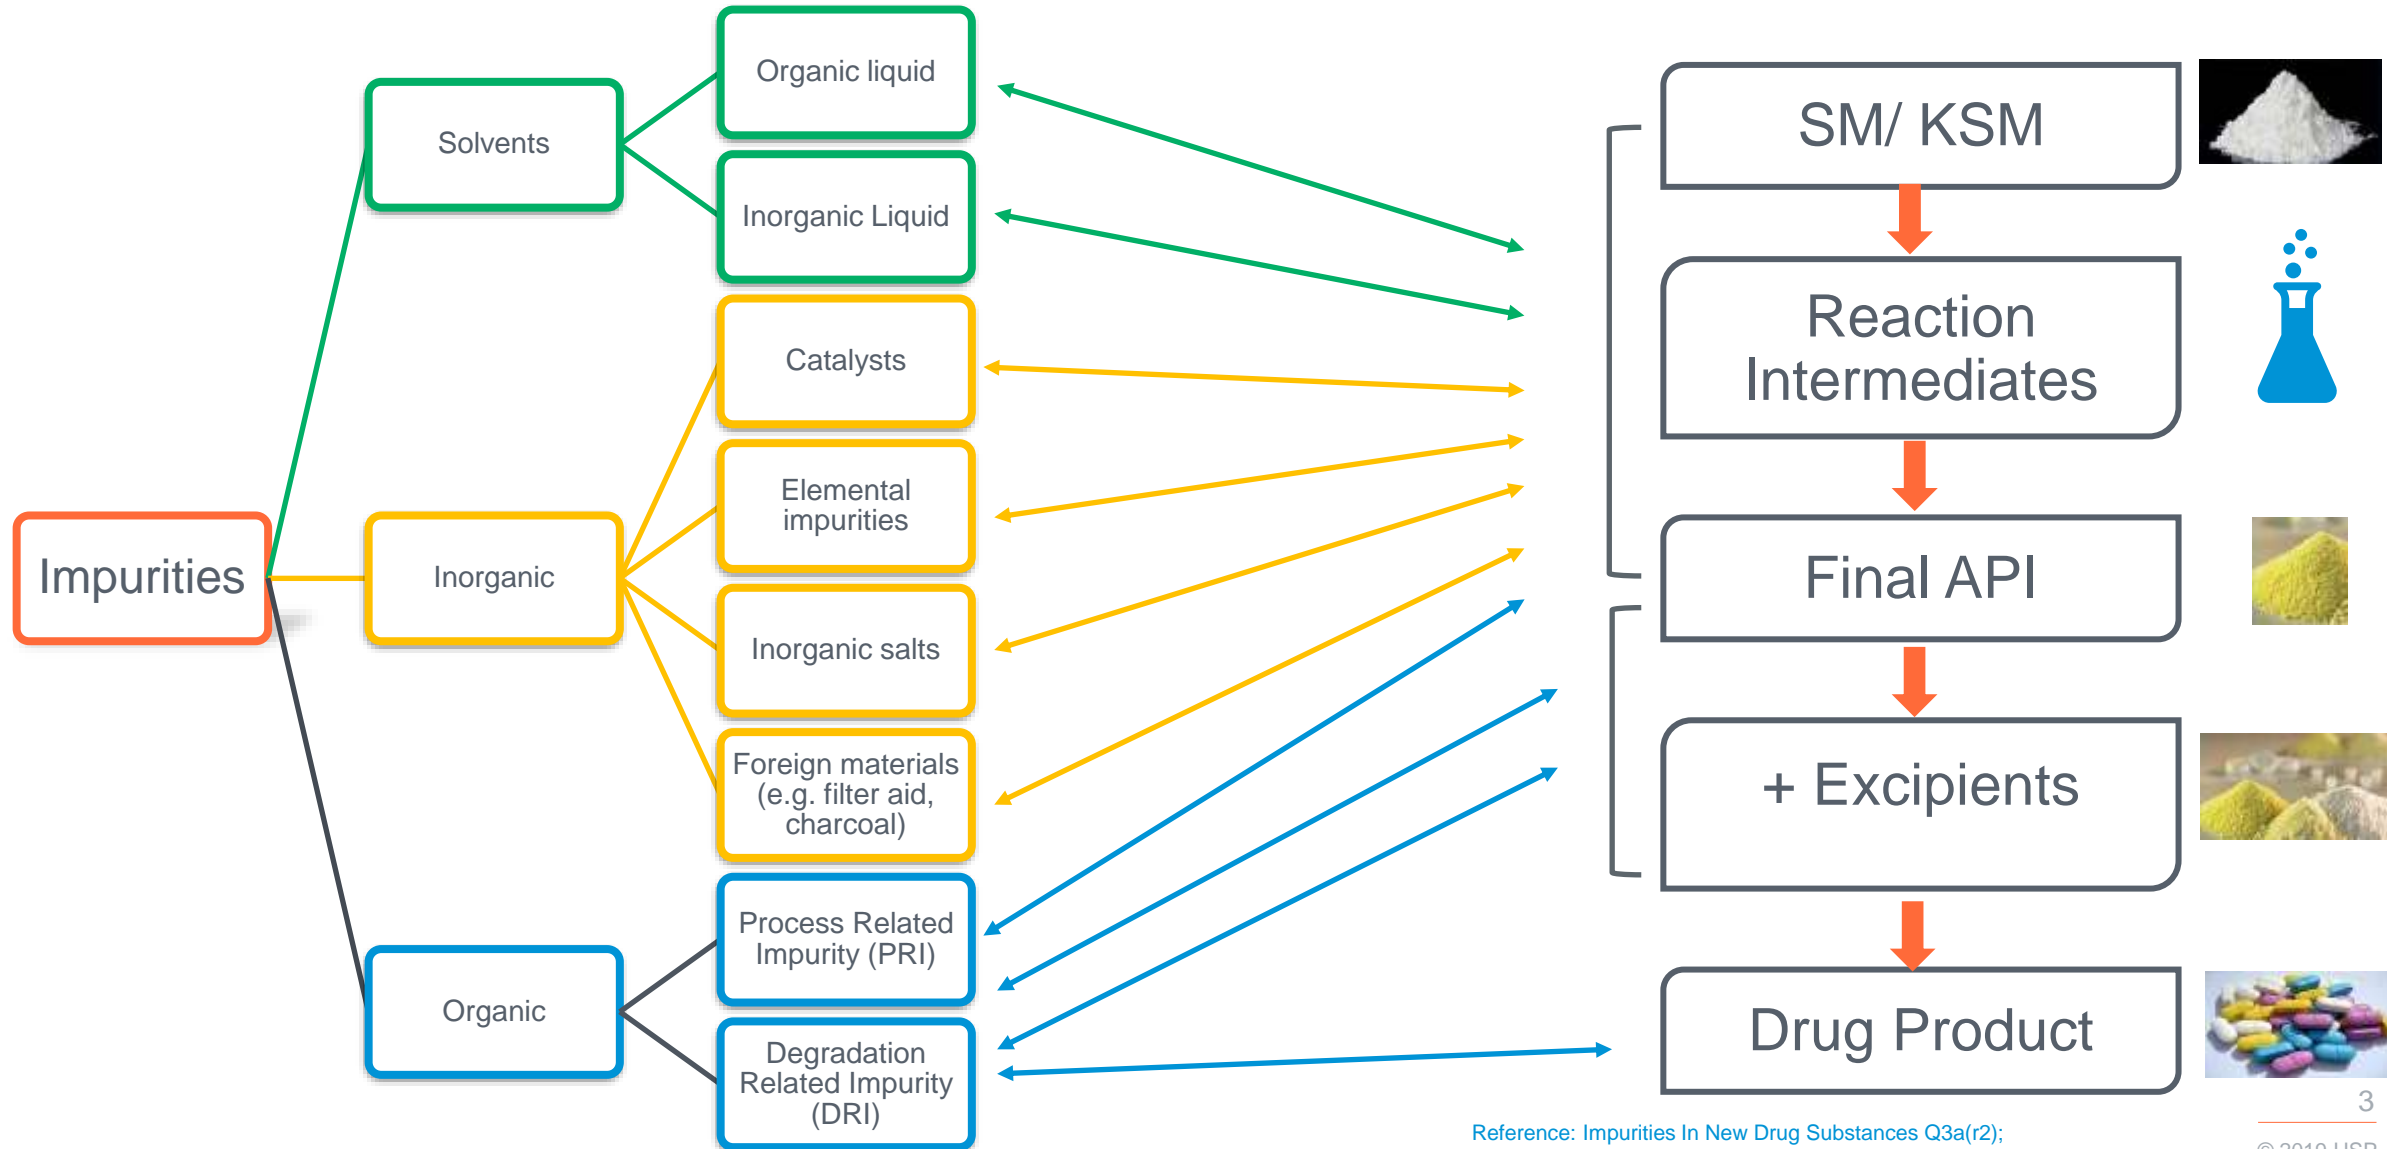 Impurities
Solvents
Inorganic
Organic
Organic liquid
Inorganic Liquid
Catalysts
Elemental
impurities
Inorganic salts
Foreign materials
(e.g. filter aid,
charcoal)
Process Related
Impurity (PRI)
Degradation
Related Impurity
(DRI)
SM/ KSM
Reaction
Intermediates
Final API
+ Excipients
Drug Product
Reference: Impurities In New Drug Substances Q3a(r2);
3
© 2019 USP